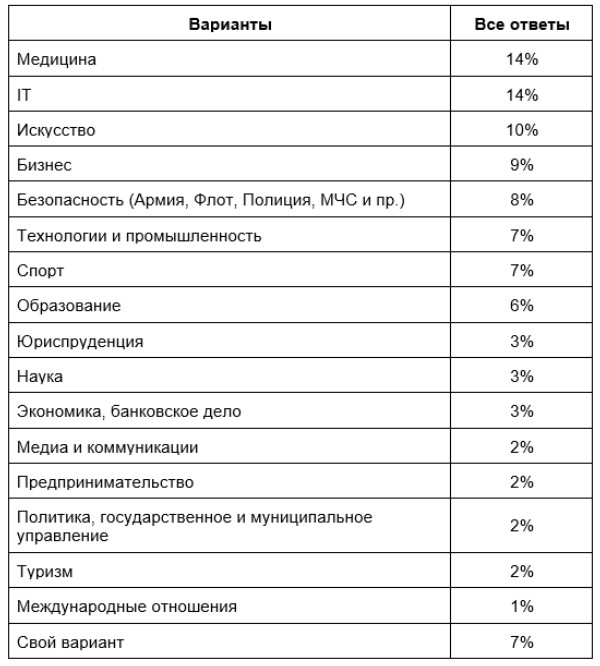 Варианты Все ответы
Медицина 14%
IT 14%
Искусство 10%
Бизнес 9%
Безопасность (Армия, Флот, Полиция, МЧС и пр.) 8%
Технологии и промышленность 7%
Спорт 7%
Образование 6%
Юриспруденция 3%
Наука 3%
Экономика, банковское дело 3%
Медиа и коммуникации 2%
Предпринимательство 2%
Политика, государственное и муниципальное
управление 2%
Туризм 2%
Международные отношения 1%
Свой вариант 7%